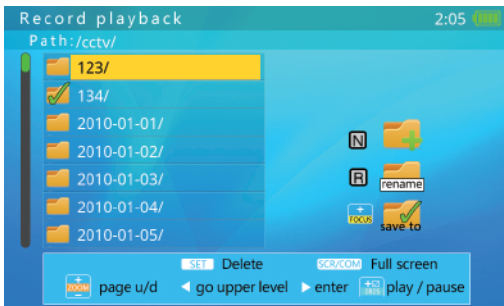 Record playback 2:05
Path:/cctv/
123/
134/
2010-01-01/
2010-01-02/
2010-01-03/
2010-01-04/
2010-01-05/
N
R rename
FOCUS save to
SET Delete SCR/COM Full screen
ZOOM page u/d go upper level enter play / pause